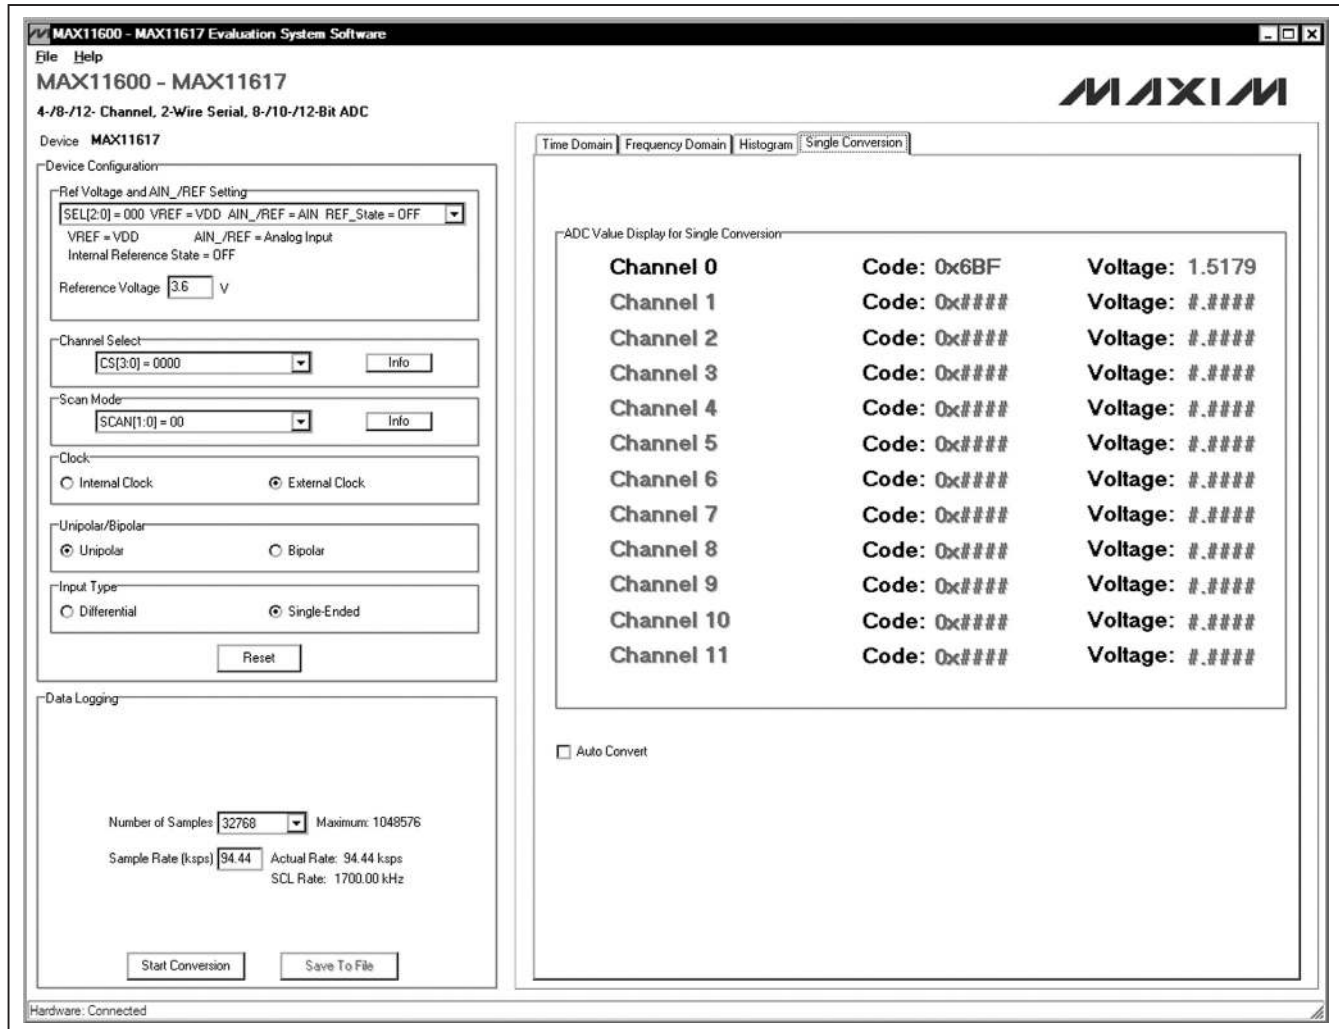 MAX11600 - MAX11617 Evaluation System Software
File Help
MAX11600 - MAX11617
MAXIM
4-/8-/12- Channel, 2-Wire Serial, 8-/10-/12-Bit ADC
Device MAX11617
Device Configuration
Ref Voltage and AIN_/REF Setting
SEL[2:0] = 000 VREF = VDD AIN_/REF = AIN REF_State = OFF
VREF = VDD AIN_/REF = Analog Input
Internal Reference State = OFF
Reference Voltage 3.6 V
Channel Select
CS[3:0] = 0000 Info
Scan Mode
SCAN[1:0] = 00 Info
Clock
Internal Clock External Clock
Unipolar/Bipolar
Unipolar Bipolar
Input Type
Differential Single-Ended
Reset
Data Logging
Number of Samples 32768 Maximum: 1048576
Sample Rate (ksps) 94.44 Actual Rate: 94.44 ksps
SCL Rate: 1700.00 kHz
Start Conversion Save To File
Time Domain Frequency Domain Histogram Single Conversion
ADC Value Display for Single Conversion
Channel 0 Code: 0x6BF Voltage: 1.5179
Channel 1 Code: 0x#### Voltage: #.####
Channel 2 Code: 0x#### Voltage: #.####
Channel 3 Code: 0x#### Voltage: #.####
Channel 4 Code: 0x#### Voltage: #.####
Channel 5 Code: 0x#### Voltage: #.####
Channel 6 Code: 0x#### Voltage: #.####
Channel 7 Code: 0x#### Voltage: #.####
Channel 8 Code: 0x#### Voltage: #.####
Channel 9 Code: 0x#### Voltage: #.####
Channel 10 Code: 0x#### Voltage: #.####
Channel 11 Code: 0x#### Voltage: #.####
Auto Convert
Hardware: Connected